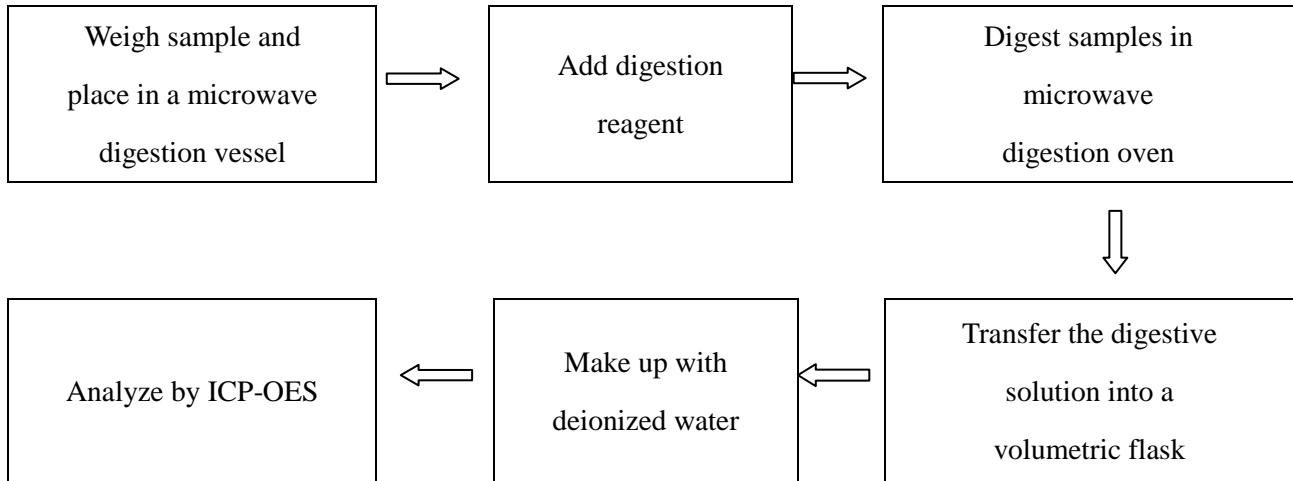 Weigh sample and
place in a microwave
digestion vessel
Add digestion
reagent
Digest samples in
microwave
digestion oven
Transfer the digestive
solution into a
volumetric flask
Make up with
deionized water
Analyze by ICP-OES